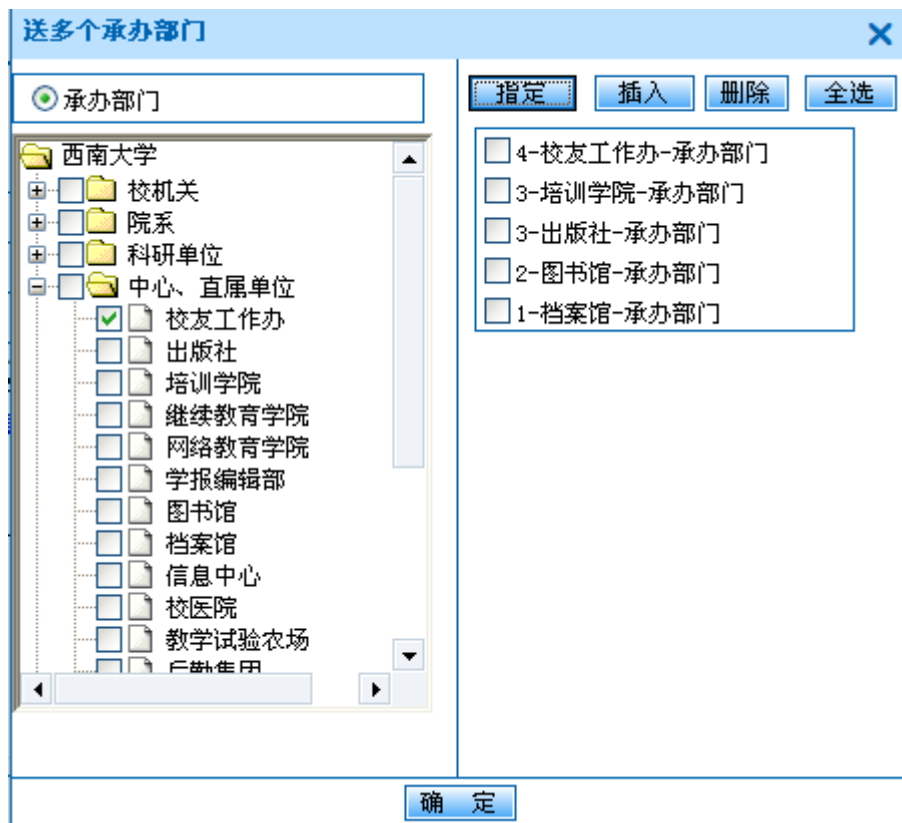 送多个承办部门
承办部门
西南大学
校机关
院系
科研单位
中心、直属单位
校友工作办
出版社
培训学院
继续教育学院
网络教育学院
学报编辑部
图书馆
档案馆
信息中心
校医院
教学试验农场
后勤集团
指定 插入 删除 全选
4-校友工作办-承办部门
3-培训学院-承办部门
3-出版社-承办部门
2-图书馆-承办部门
1-档案馆-承办部门
确 定